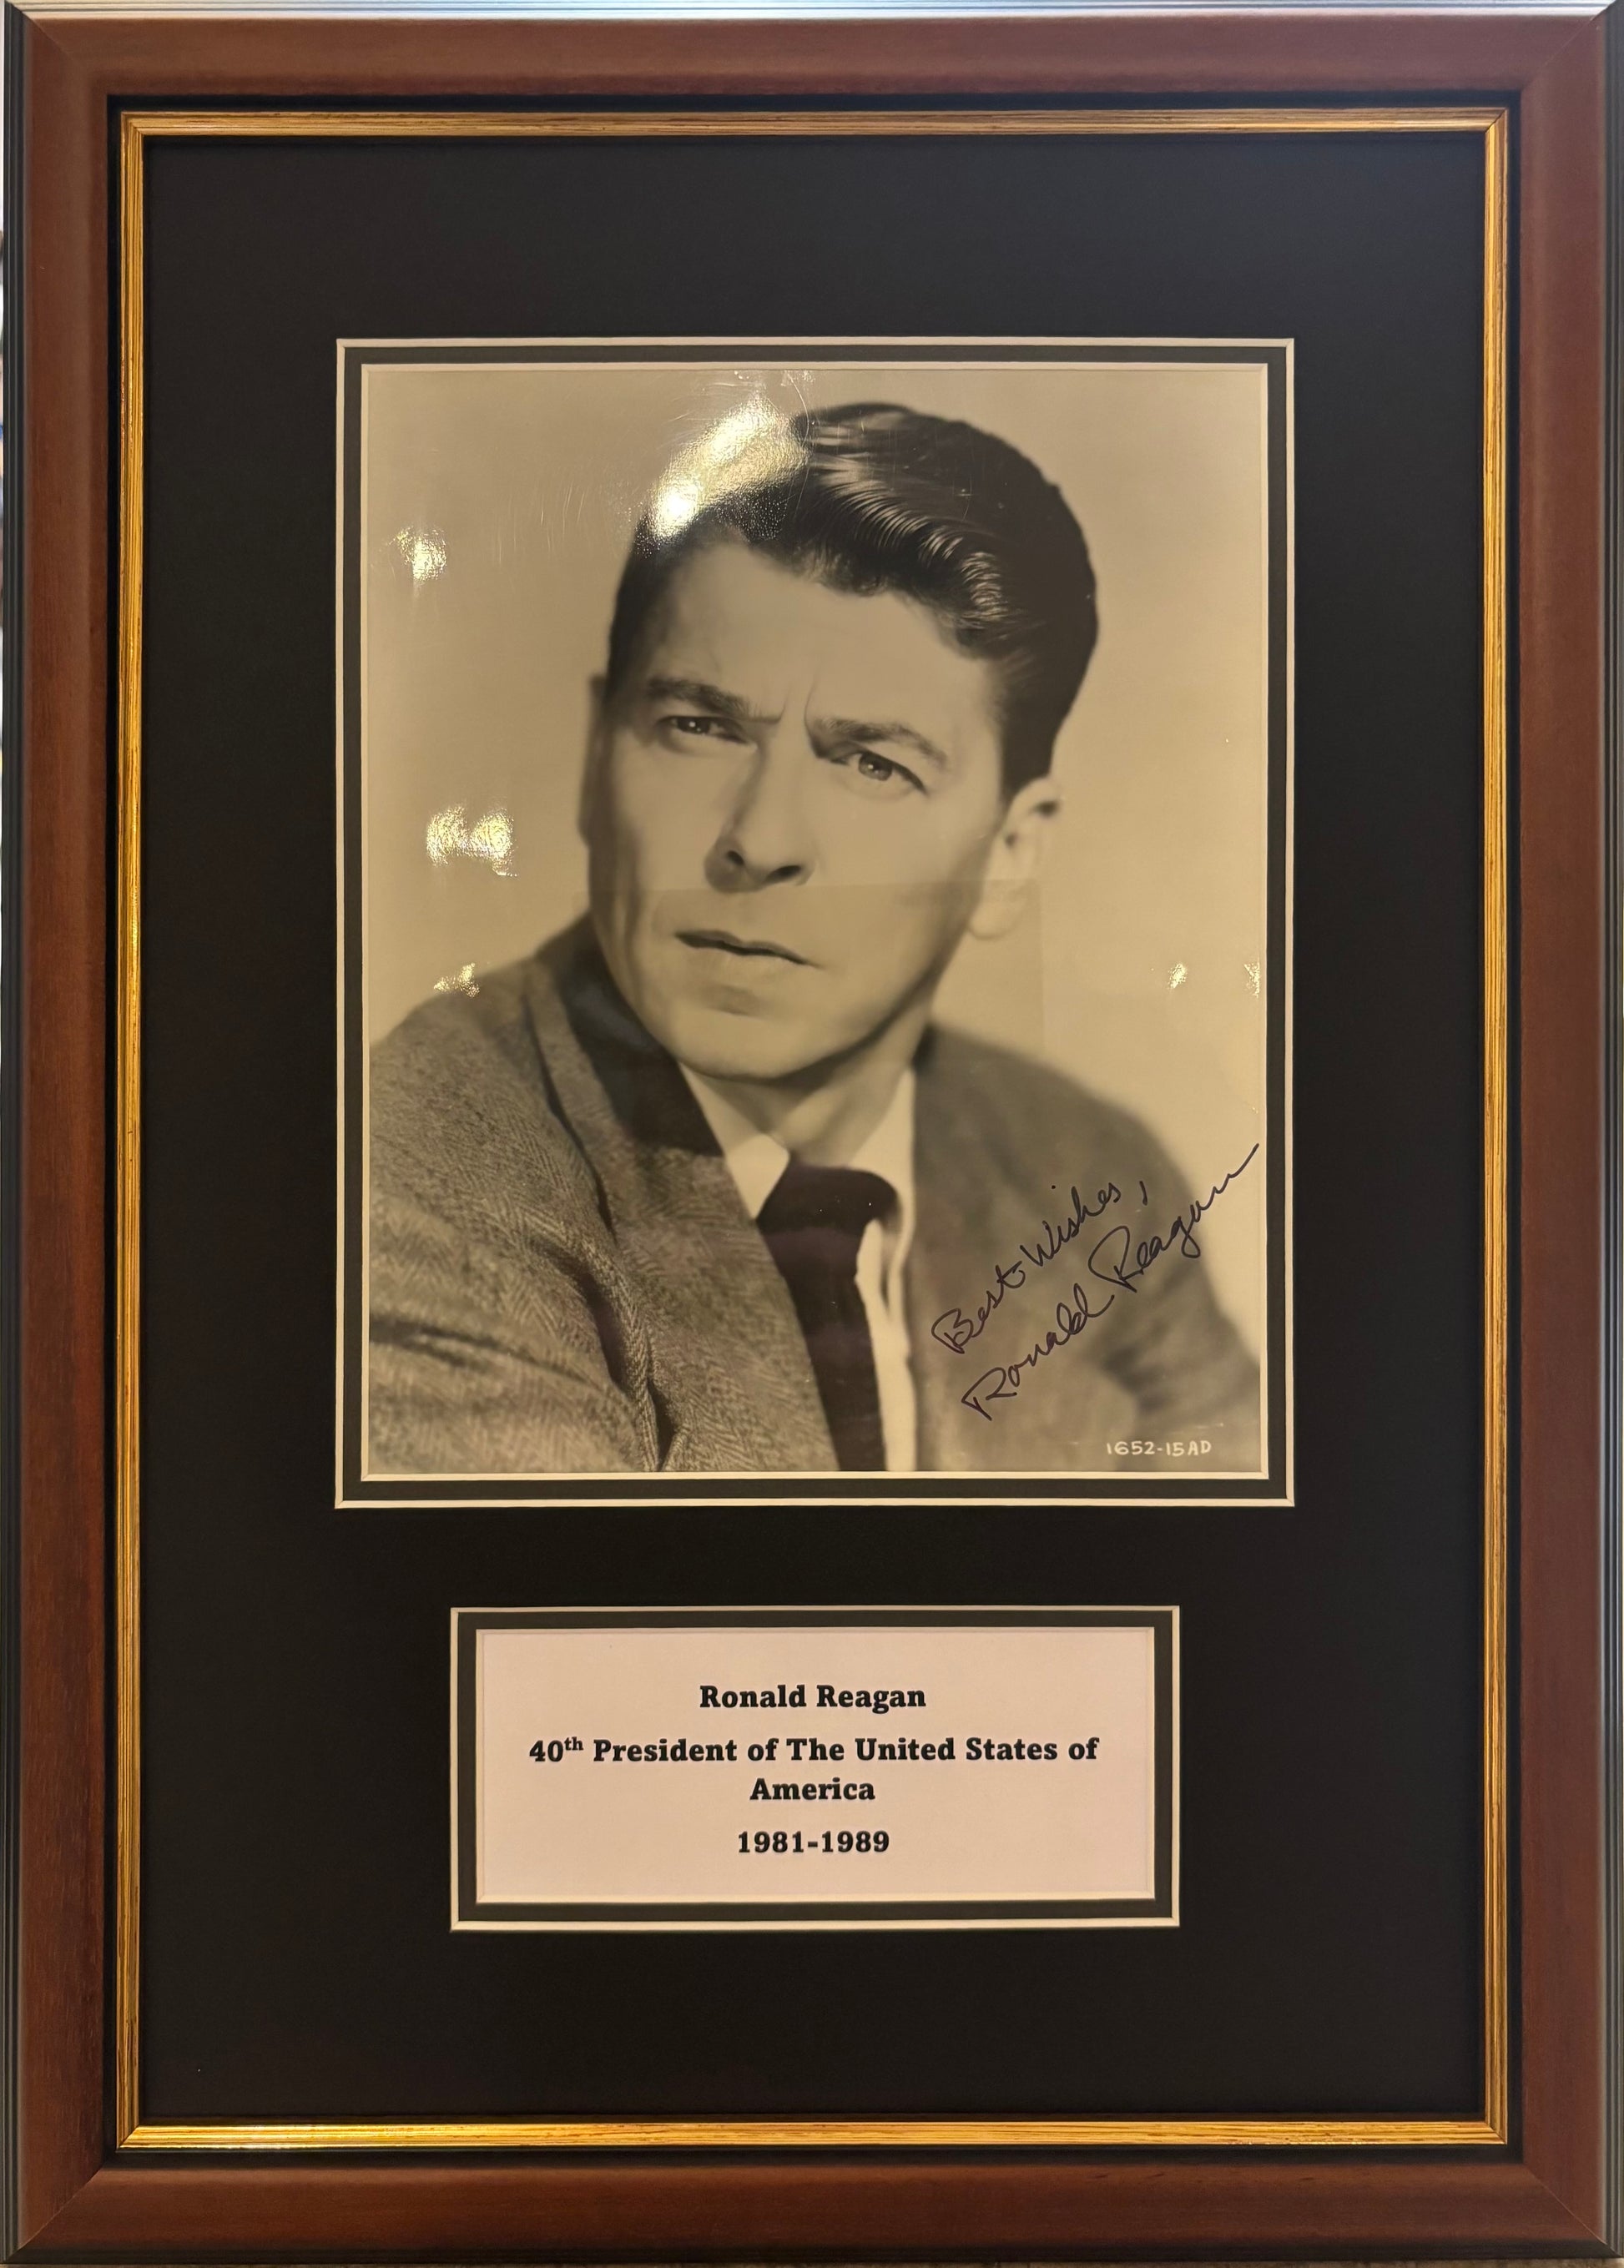 Best Wishes,
Ronald Reagan
1652-15AD
Ronald Reagan
40th President of The United States of
America
1981-1989